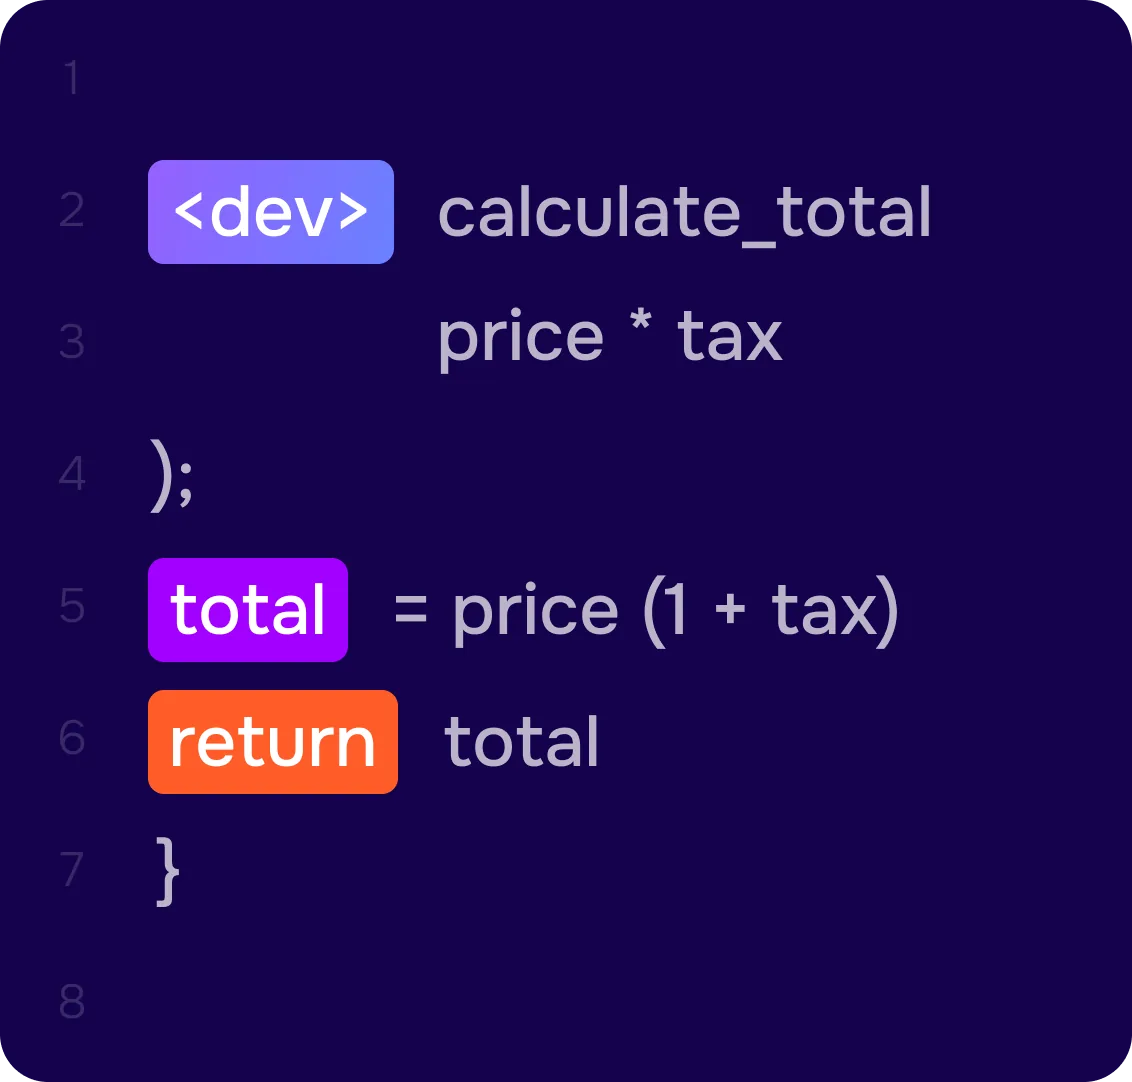 1
2 <dev> calculate_total
3 price * tax
4 );
5 total = price (1 + tax)
6 return total
7 }
8